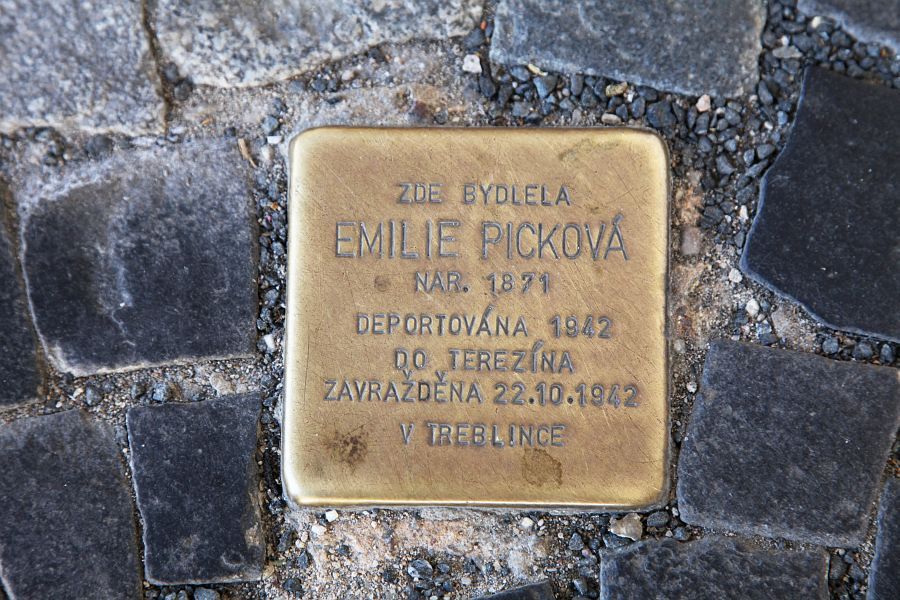 ZDE BYDLELA
EMILIE PICKOVÁ
NAR. 1871
DEPORTOVÁNA 1942
DO TEREZÍNA
ZAVRAŽDĚNA 22.10.1942
V TREBLINCE